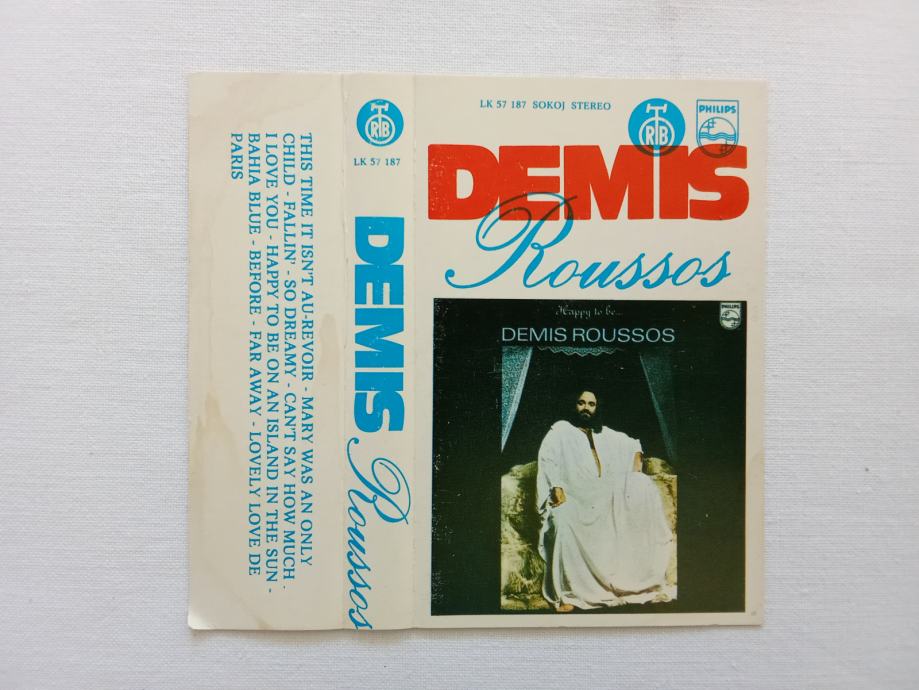 THIS TIME IT ISN'T AU-REVOIR - MARY WAS AN ONLY
CHILD - FALLIN' - SO DREAMY - CAN'T SAY HOW MUCH -
I LOVE YOU - HAPPY TO BE ON AN ISLAND IN THE SUN -
BAHIA BLUE - BEFORE - FAR AWAY - LOVELY LOVE DE
PARIS
RTB
LK 57 187
DEMIS
Roussos
LK 57 187 SOKOJ STEREO
RTB
PHILIPS
DEMIS
Roussos
Happy to be...
DEMIS ROUSSOS
PHILIPS